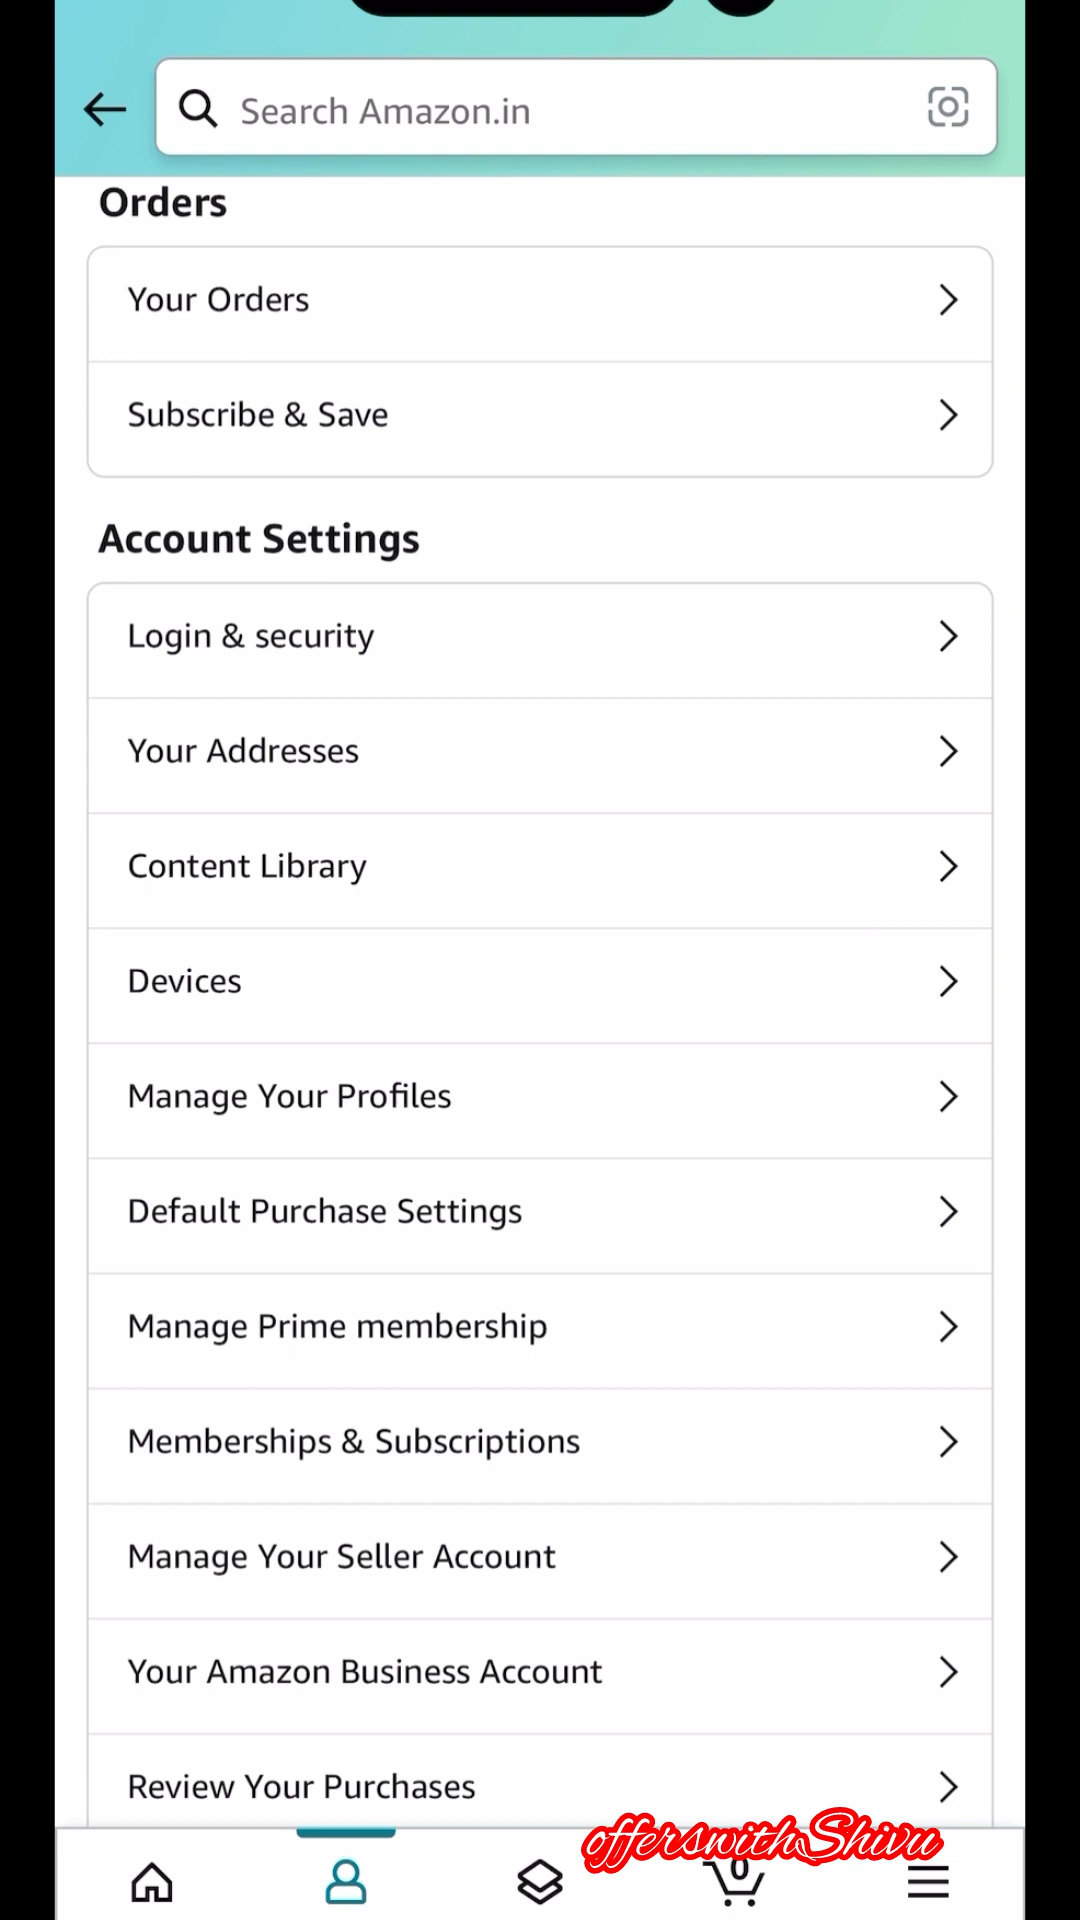 Search Amazon.in
Orders
Your Orders
Subscribe & Save
Account Settings
Login & security
Your Addresses
Content Library
Devices
Manage Your Profiles
Default Purchase Settings
Manage Prime membership
Memberships & Subscriptions
Manage Your Seller Account
Your Amazon Business Account
Review Your Purchases
offerswithShivu
0